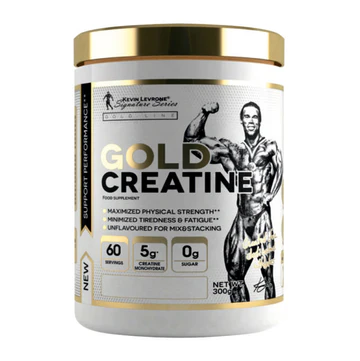 KEVIN LEVRONE
Signature Series
GOLD LINE
GOLD
CREATINE
FOOD SUPPLEMENT
MAXIMIZED PHYSICAL STRENGTH**
MINIMIZED TIREDNESS & FATIGUE**
UNFLAVOURED FOR MIX&STACKING
60
SERVINGS
5g*
CREATINE
MONOHYDRATE
0g
SUGAR
NET WT.
300g
NEW
SUPPORT PERFORMANCE**